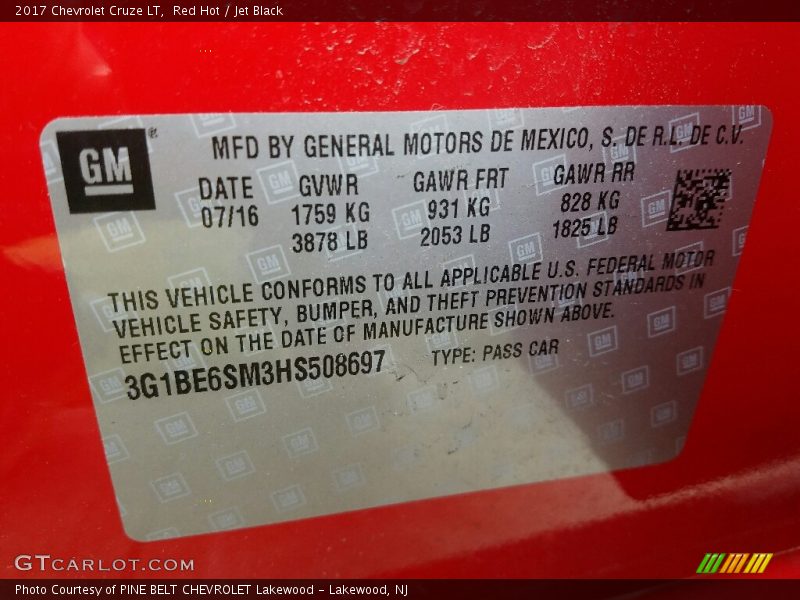 2017 Chevrolet Cruze LT,  Red Hot / Jet Black
GM®
MFD BY GENERAL MOTORS DE MEXICO, S. DE R.L. DE C.V.
DATE GVWR GAWR FRT GAWR RR
07/16 1759 KG 931 KG 828 KG
3878 LB 2053 LB 1825 LB
THIS VEHICLE CONFORMS TO ALL APPLICABLE U.S. FEDERAL MOTOR
VEHICLE SAFETY, BUMPER, AND THEFT PREVENTION STANDARDS IN
EFFECT ON THE DATE OF MANUFACTURE SHOWN ABOVE.
3G1BE6SM3HS508697 TYPE: PASS CAR
GTCARLOT.COM
Photo Courtesy of PINE BELT CHEVROLET Lakewood - Lakewood, NJ